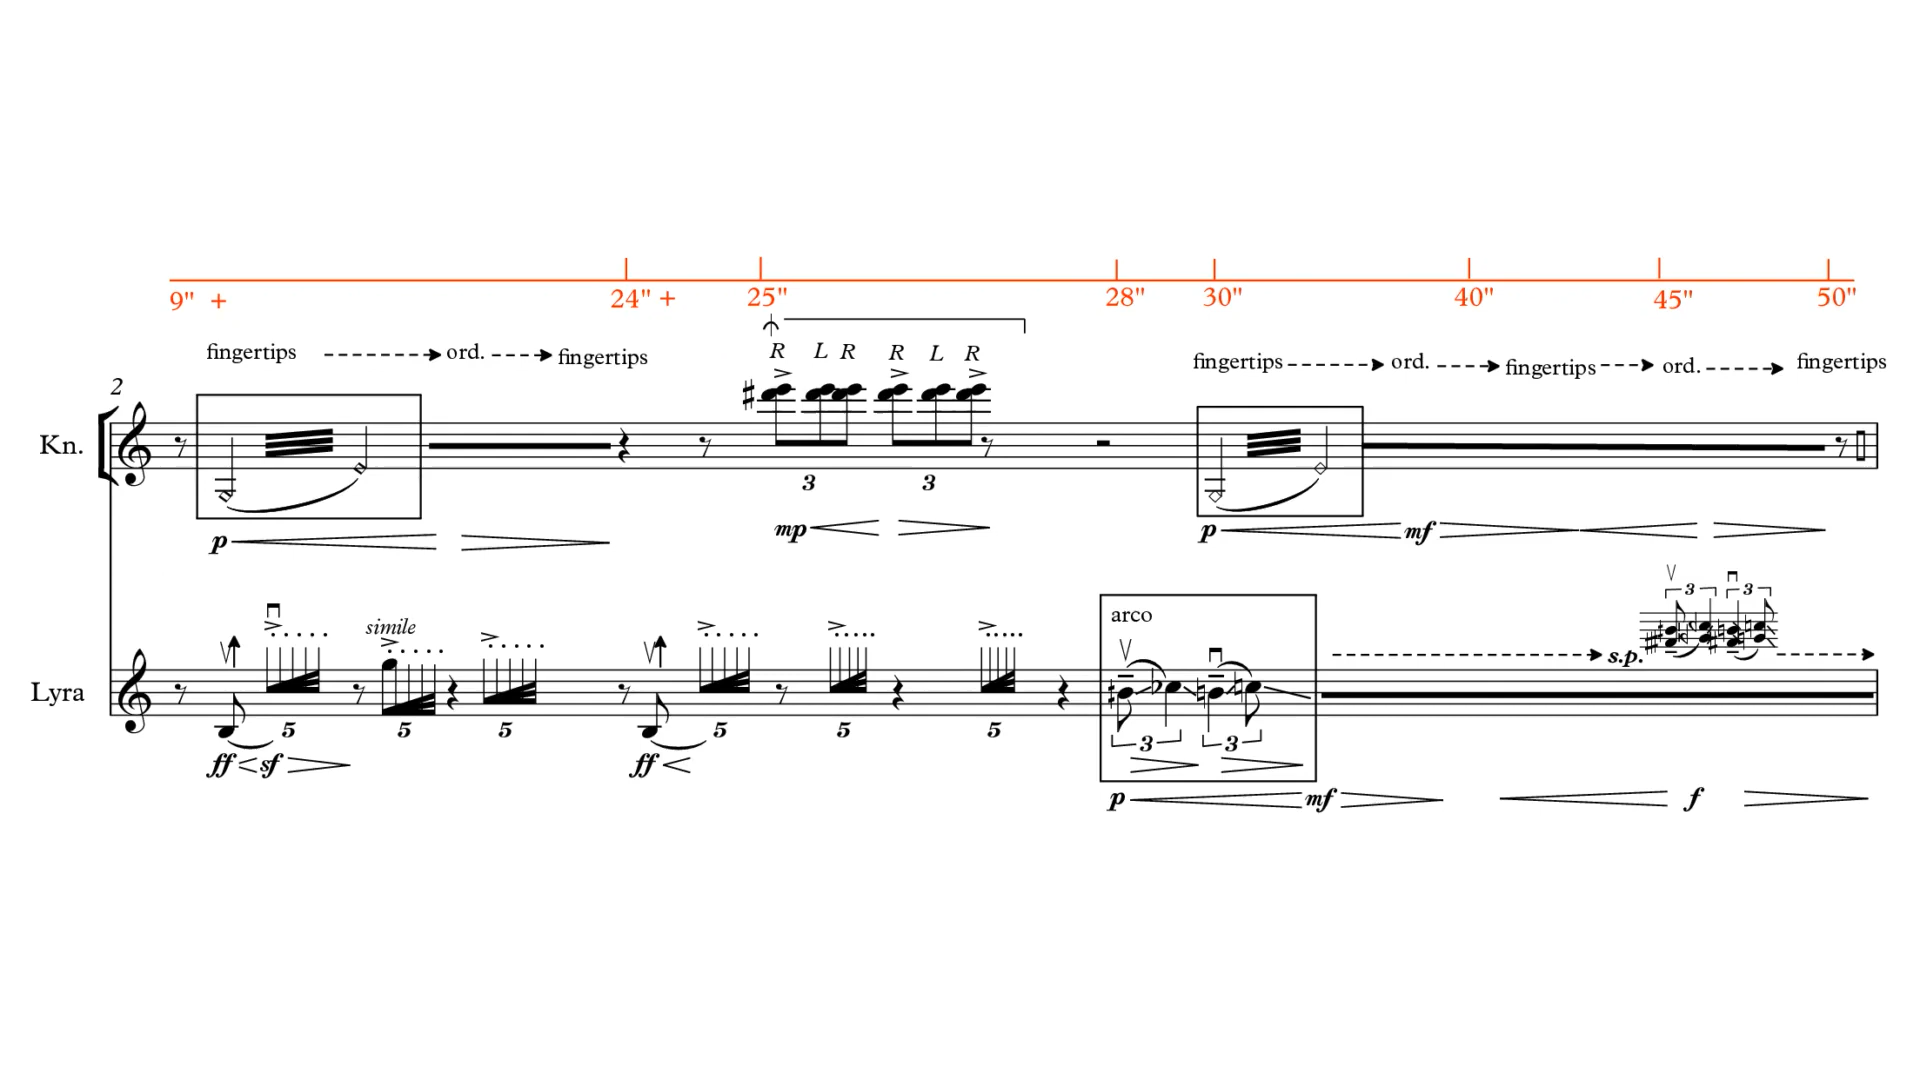 9" + 24" + 25" 28" 30" 40" 45" 50"
fingertips ord. fingertips R L R R L R fingertips ord. fingertips ord. fingertips
2
Kn.
3 3
p mp p mf
3 3
simile arco
s.p.
Lyra
5 5 5 5 5 5 3 3
ff sf ff
p mf f